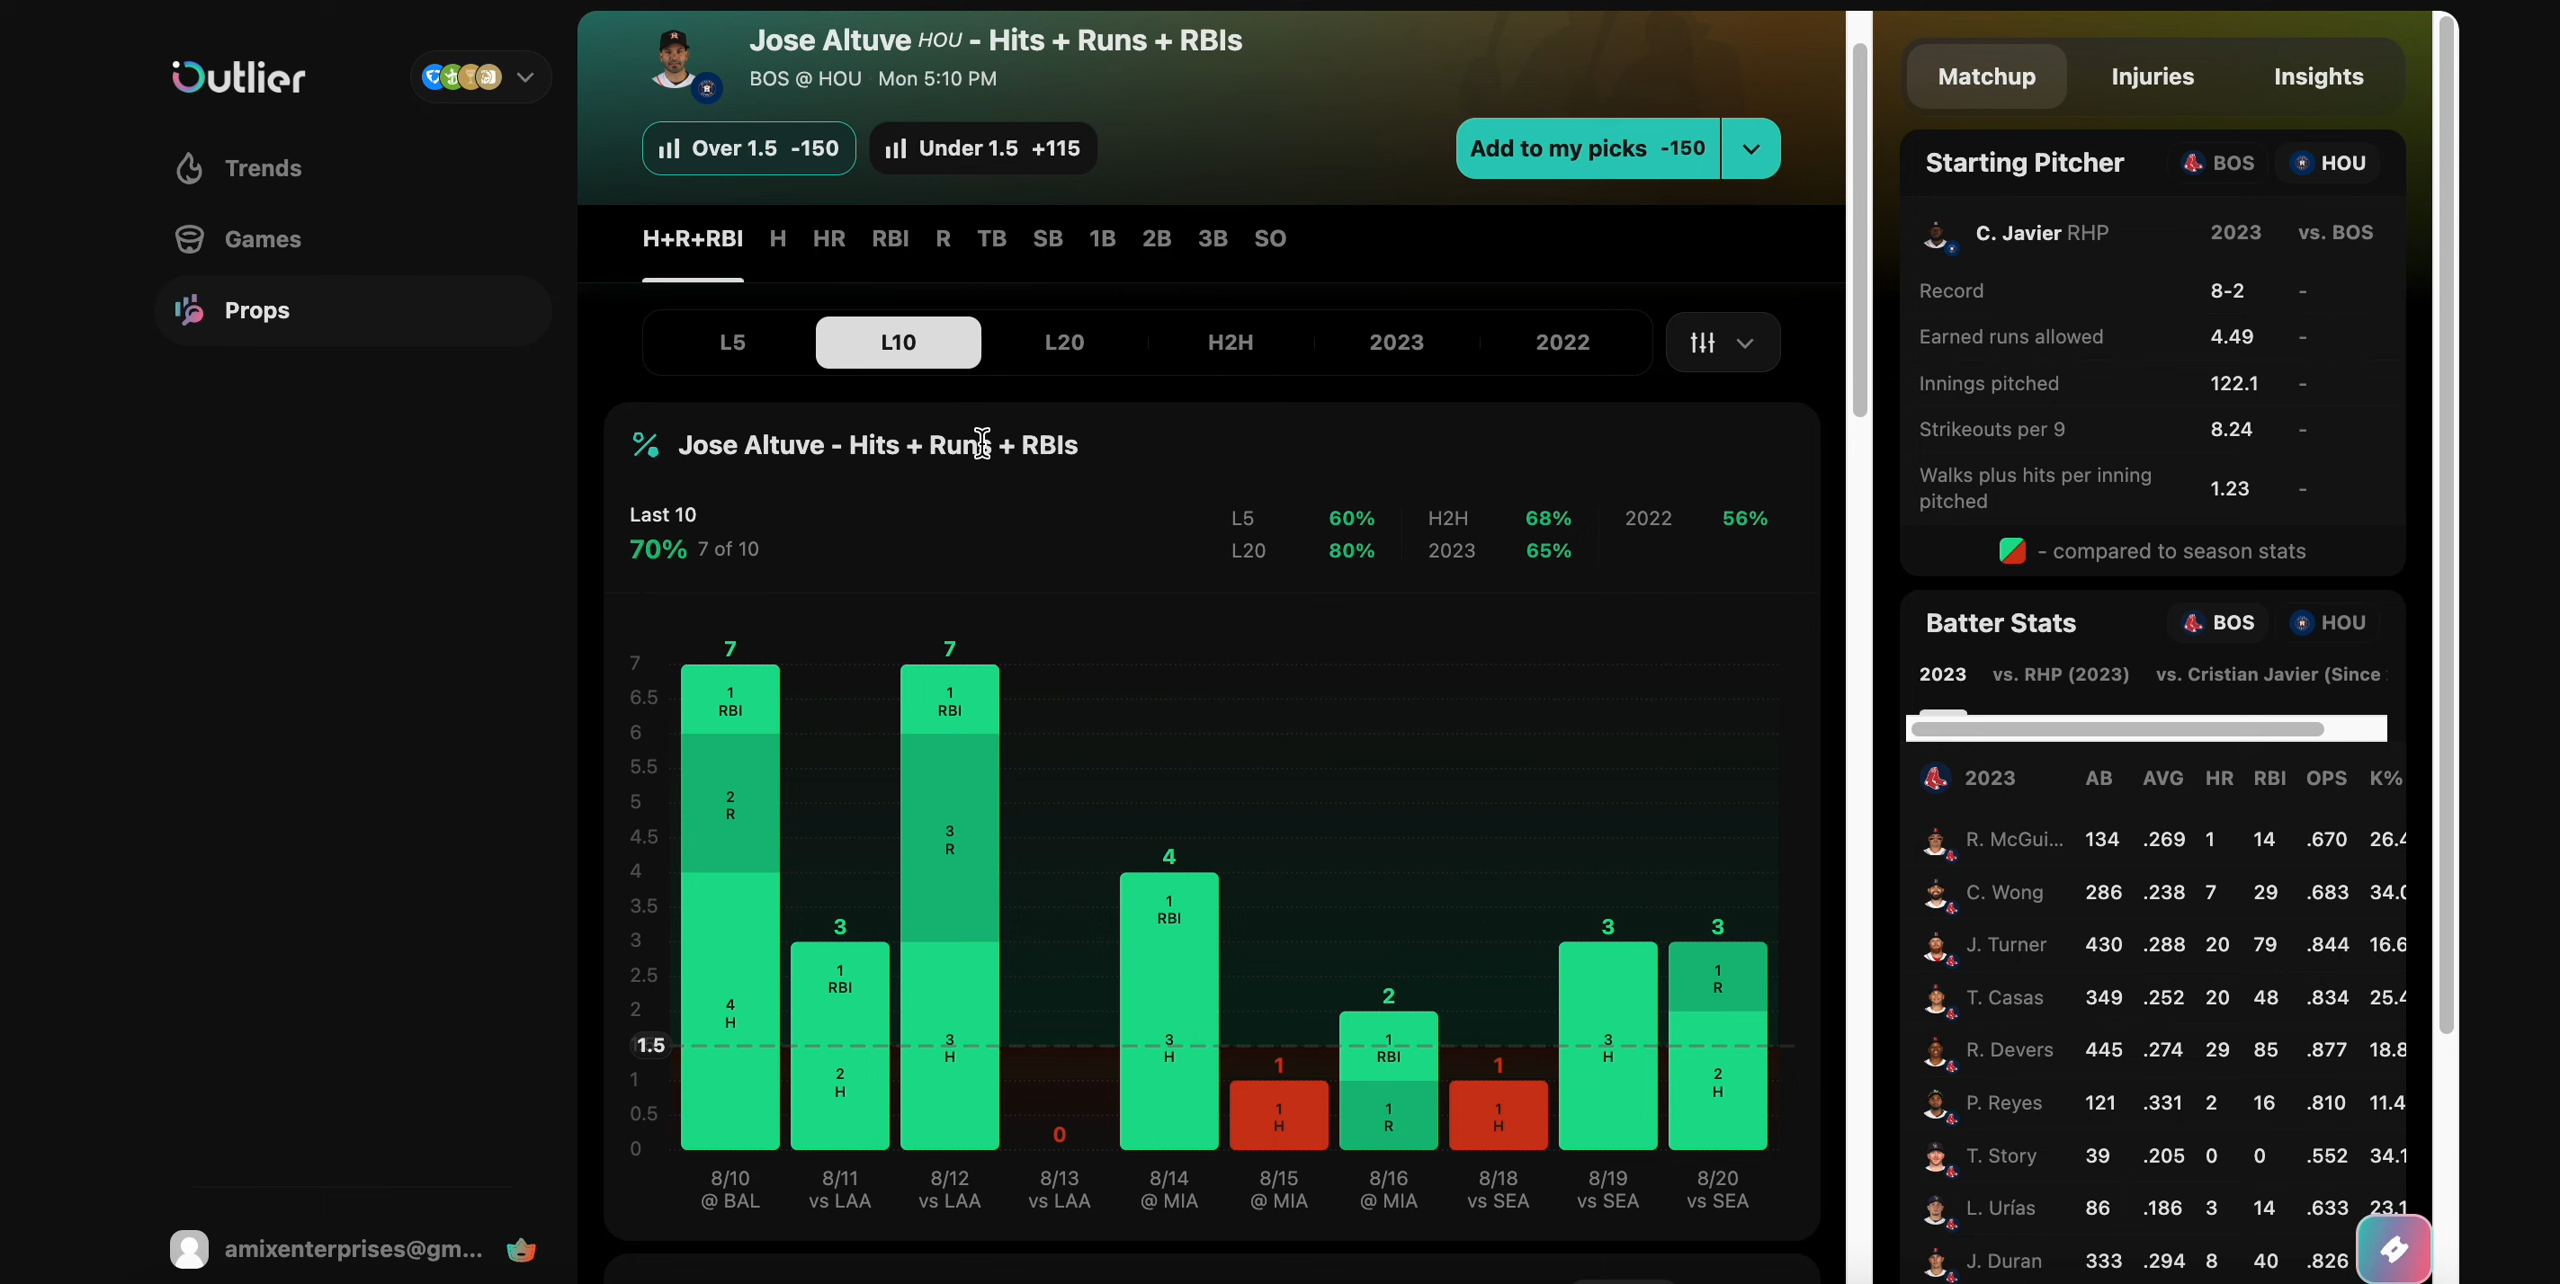 Outlier
Trends
Games
Props
amixenterprises@gm...
Jose Altuve HOU - Hits + Runs + RBIs
BOS @ HOU Mon 5:10 PM
Over 1.5 -150
Under 1.5 +115
Add to my picks -150
H+R+RBI H HR RBI R TB SB 1B 2B 3B SO
L5 L10 L20 H2H 2023 2022
Jose Altuve - Hits + Runs + RBIs
Last 10
70% 7 of 10
L5 60% H2H 68% 2022 56%
L20 80% 2023 65%
7
6.5
6
5.5
5
4.5
4
3.5
3
2.5
2
1.5
1
0.5
0
7
1
RBI
2
R
4
H
3
1
RBI
2
H
7
1
RBI
3
R
3
H
0
4
1
RBI
3
H
1
1
H
2
1
RBI
1
R
1
1
H
3
3
H
3
1
R
2
H
8/10 8/11 8/12 8/13 8/14 8/15 8/16 8/18 8/19 8/20
@ BAL vs LAA vs LAA vs LAA @ MIA @ MIA @ MIA vs SEA vs SEA vs SEA
Matchup Injuries Insights
Starting Pitcher BOS HOU
C. Javier RHP 2023 vs. BOS
Record 8-2 -
Earned runs allowed 4.49 -
Innings pitched 122.1 -
Strikeouts per 9 8.24 -
Walks plus hits per inning
pitched 1.23 -
- compared to season stats
Batter Stats BOS HOU
2023 vs. RHP (2023) vs. Cristian Javier (Since
2023 AB AVG HR RBI OPS K%
R. McGui... 134 .269 1 14 .670 26.4
C. Wong 286 .238 7 29 .683 34.0
J. Turner 430 .288 20 79 .844 16.6
T. Casas 349 .252 20 48 .834 25.4
R. Devers 445 .274 29 85 .877 18.8
P. Reyes 121 .331 2 16 .810 11.4
T. Story 39 .205 0 0 .552 34.1
L. Urías 86 .186 3 14 .633 23.1
J. Duran 333 .294 8 40 .826